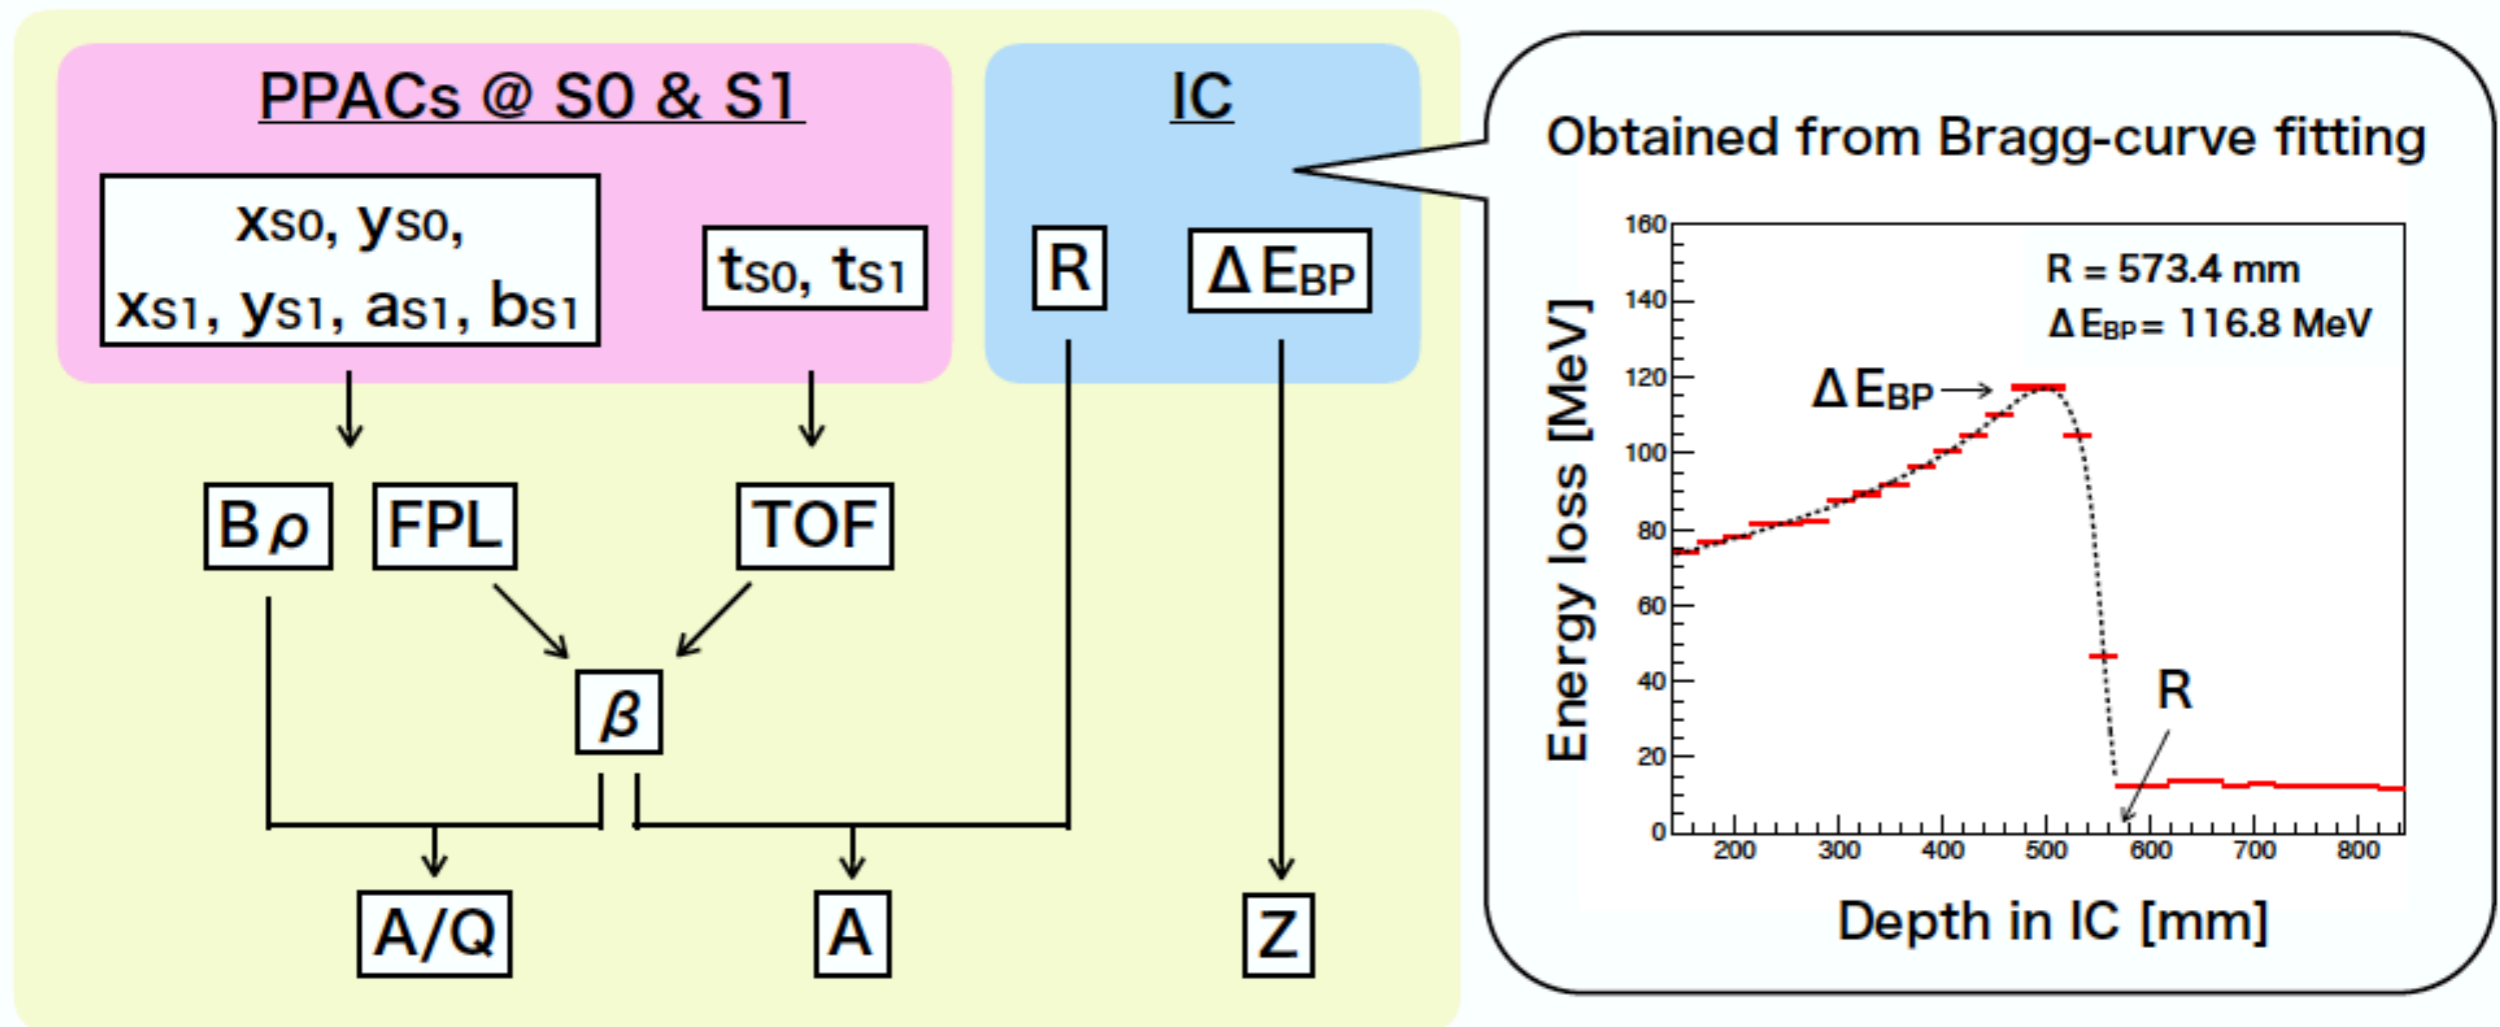 PPACs @ S0 & S1
xS0, yS0,
xS1, yS1, aS1, bS1
tS0, tS1
IC
R
ΔEBP
Bρ
FPL
TOF
β
A/Q
A
Z
Obtained from Bragg-curve fitting
R = 573.4 mm
ΔEBP= 116.8 MeV
ΔEBP
R
Energy loss [MeV]
160
140
120
100
80
60
40
20
0
200 300 400 500 600 700 800
Depth in IC [mm]